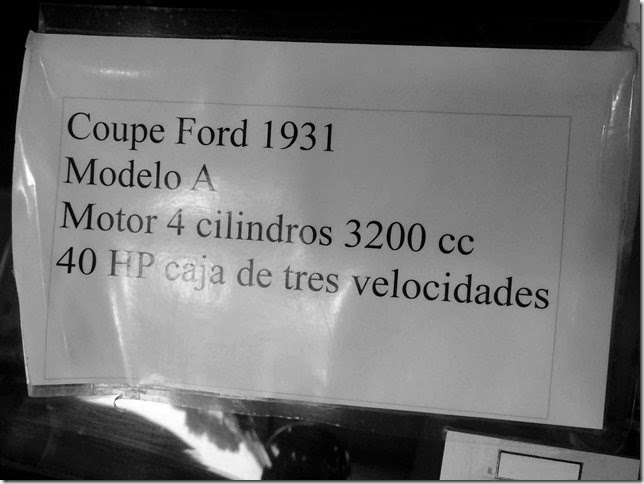 Coupe Ford 1931
Modelo A
Motor 4 cilindros 3200 cc
40 HP caja de tres velocidades